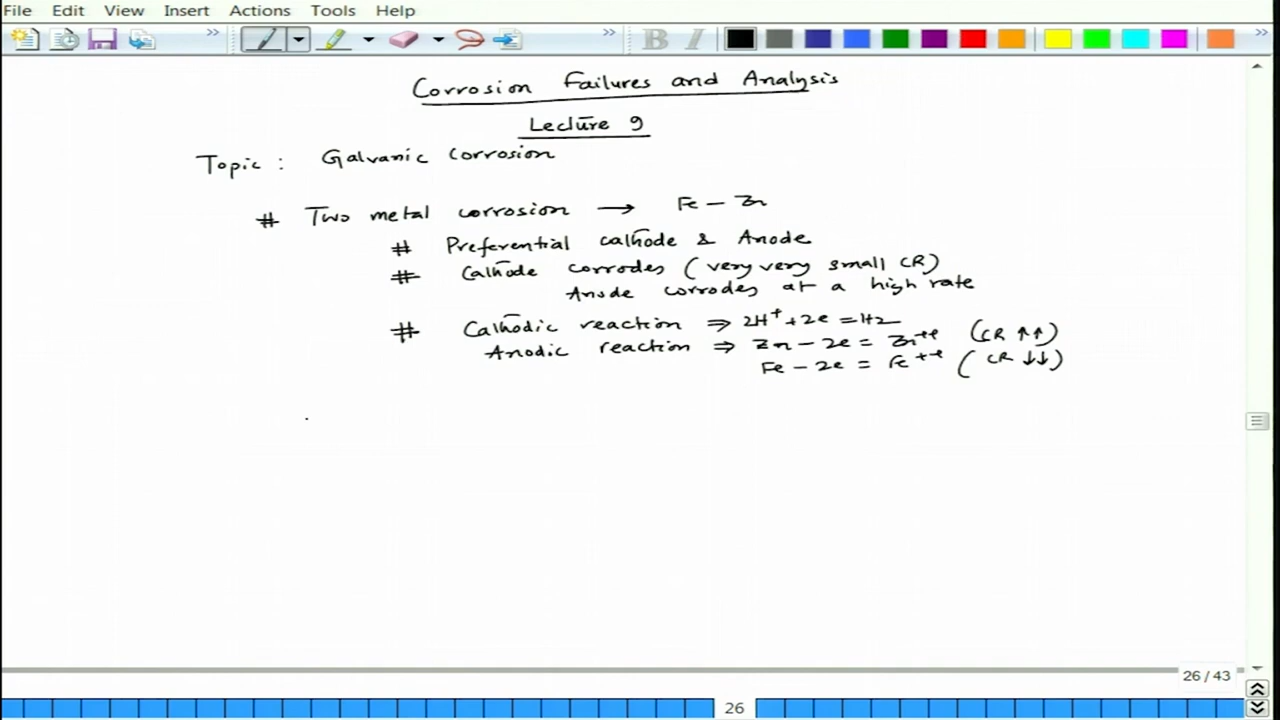 File Edit View Insert Actions Tools Help
B I
Corrosion Failures and Analysis
Lecture 9
Topic : Galvanic Corrosion
# Two metal corrosion → Fe – Zn
# Preferential cathode & Anode
# Cathode corrodes (very very small CR)
Anode corrodes at a high rate
# Cathodic reaction ⇒ 2H⁺ + 2e = H2
Anodic reaction ⇒ Zn – 2e = Zn⁺⁺ (CR ↑↑)
Fe – 2e = Fe⁺⁺ (CR ↓↓)
26 / 43
26